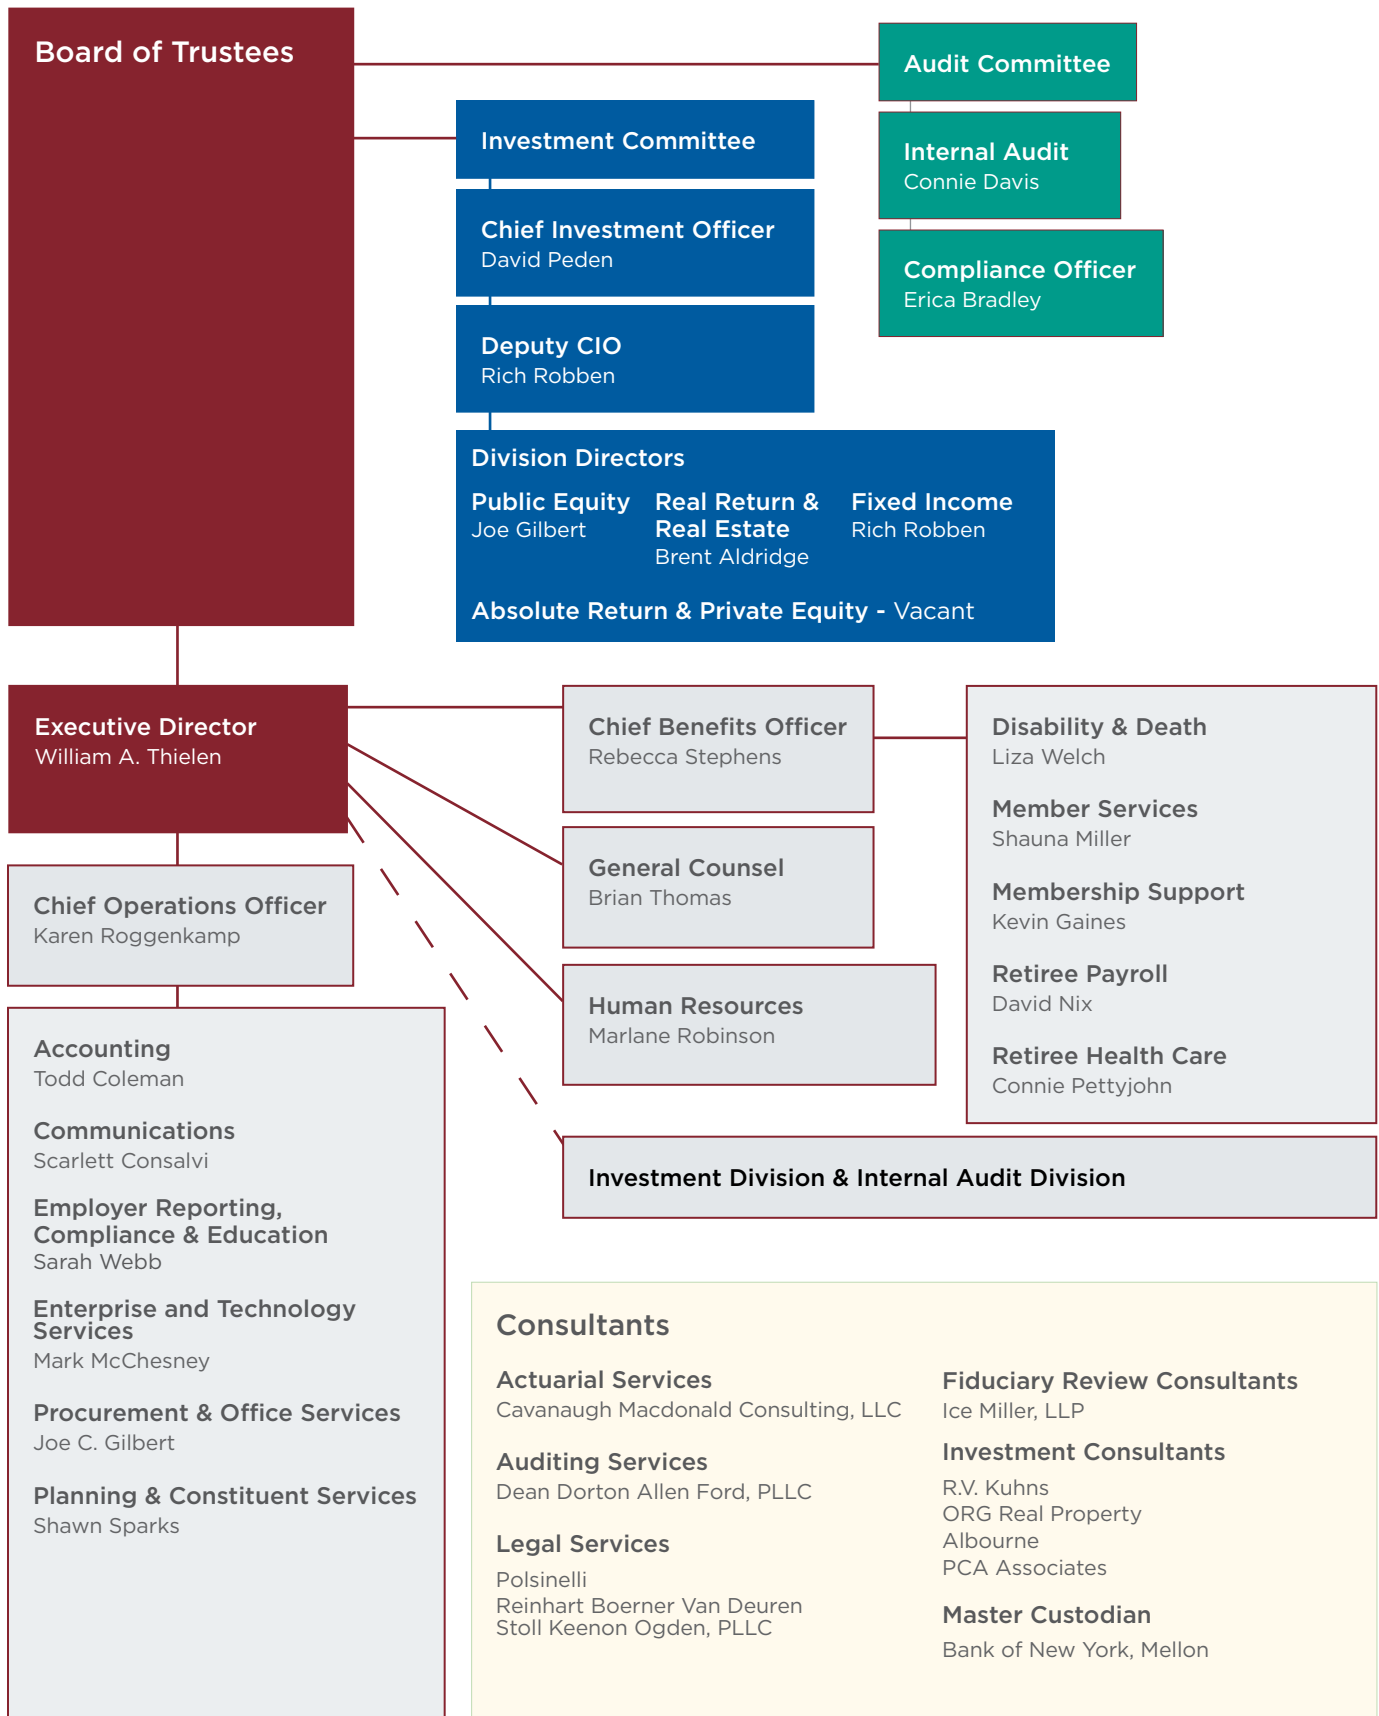 Board of Trustees
Audit Committee
Internal Audit
Connie Davis
Compliance Officer
Erica Bradley
Investment Committee
Chief Investment Officer
David Peden
Deputy CIO
Rich Robben
Division Directors
Public Equity
Joe Gilbert
Real Return &
Real Estate
Brent Aldridge
Fixed Income
Rich Robben
Absolute Return & Private Equity - Vacant
Executive Director
William A. Thielen
Chief Benefits Officer
Rebecca Stephens
General Counsel
Brian Thomas
Human Resources
Marlane Robinson
Disability & Death
Liza Welch
Member Services
Shauna Miller
Membership Support
Kevin Gaines
Retiree Payroll
David Nix
Retiree Health Care
Connie Pettyjohn
Investment Division & Internal Audit Division
Chief Operations Officer
Karen Roggenkamp
Accounting
Todd Coleman
Communications
Scarlett Consalvi
Employer Reporting,
Compliance & Education
Sarah Webb
Enterprise and Technology
Services
Mark McChesney
Procurement & Office Services
Joe C. Gilbert
Planning & Constituent Services
Shawn Sparks
Consultants
Actuarial Services
Cavanaugh Macdonald Consulting, LLC
Auditing Services
Dean Dorton Allen Ford, PLLC
Legal Services
Polsinelli
Reinhart Boerner Van Deuren
Stoll Keenon Ogden, PLLC
Fiduciary Review Consultants
Ice Miller, LLP
Investment Consultants
R.V. Kuhns
ORG Real Property
Albourne
PCA Associates
Master Custodian
Bank of New York, Mellon